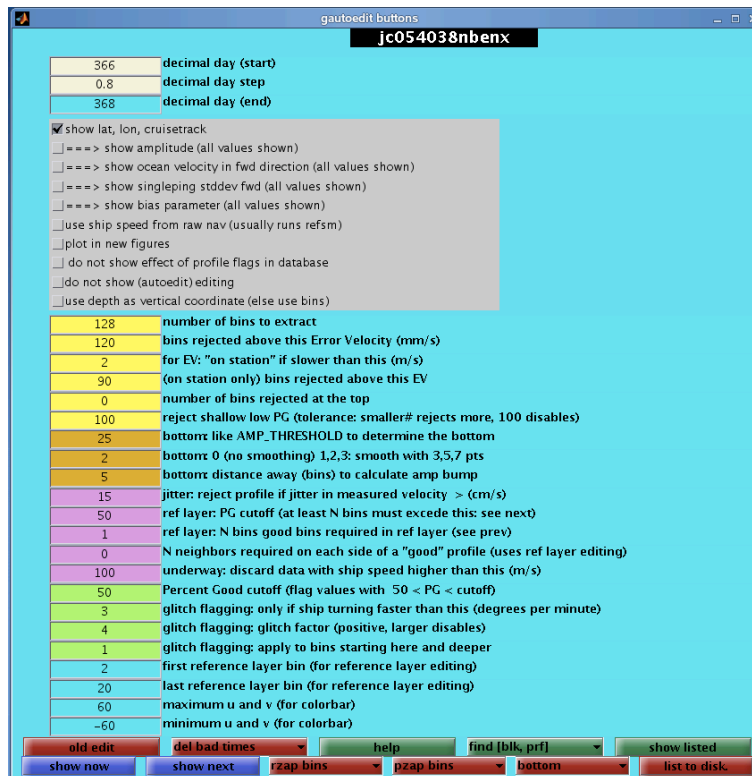 gautoedit buttons
jc054038nbenx
366 decimal day (start)
0.8 decimal day step
368 decimal day (end)
show lat, lon, cruisetrack
===> show amplitude (all values shown)
===> show ocean velocity in fwd direction (all values shown)
===> show singleping stddev fwd (all values shown)
===> show bias parameter (all values shown)
use ship speed from raw nav (usually runs refsm)
plot in new figures
do not show effect of profile flags in database
do not show (autoedit) editing
use depth as vertical coordinate (else use bins)
128 number of bins to extract
120 bins rejected above this Error Velocity (mm/s)
2 for EV: "on station" if slower than this (m/s)
90 (on station only) bins rejected above this EV
0 number of bins rejected at the top
100 reject shallow low PG (tolerance: smaller# rejects more, 100 disables)
25 bottom: like AMP_THRESHOLD to determine the bottom
2 bottom: 0 (no smoothing) 1,2,3: smooth with 3,5,7 pts
5 bottom: distance away (bins) to calculate amp bump
15 jitter: reject profile if jitter in measured velocity > (cm/s)
50 ref layer: PG cutoff (at least N bins must excede this: see next)
1 ref layer: N bins good bins required in ref layer (see prev)
0 N neighbors required on each side of a "good" profile (uses ref layer editing)
100 underway: discard data with ship speed higher than this (m/s)
50 Percent Good cutoff (flag values with 50 < PG < cutoff)
3 glitch flagging: only if ship turning faster than this (degrees per minute)
4 glitch flagging: glitch factor (positive, larger disables)
1 glitch flagging: apply to bins starting here and deeper
2 first reference layer bin (for reference layer editing)
20 last reference layer bin (for reference layer editing)
60 maximum u and v (for colorbar)
-60 minimum u and v (for colorbar)
old edit del bad times help find [blk, prf] show listed
show now show next rzap bins pzap bins bottom list to disk.